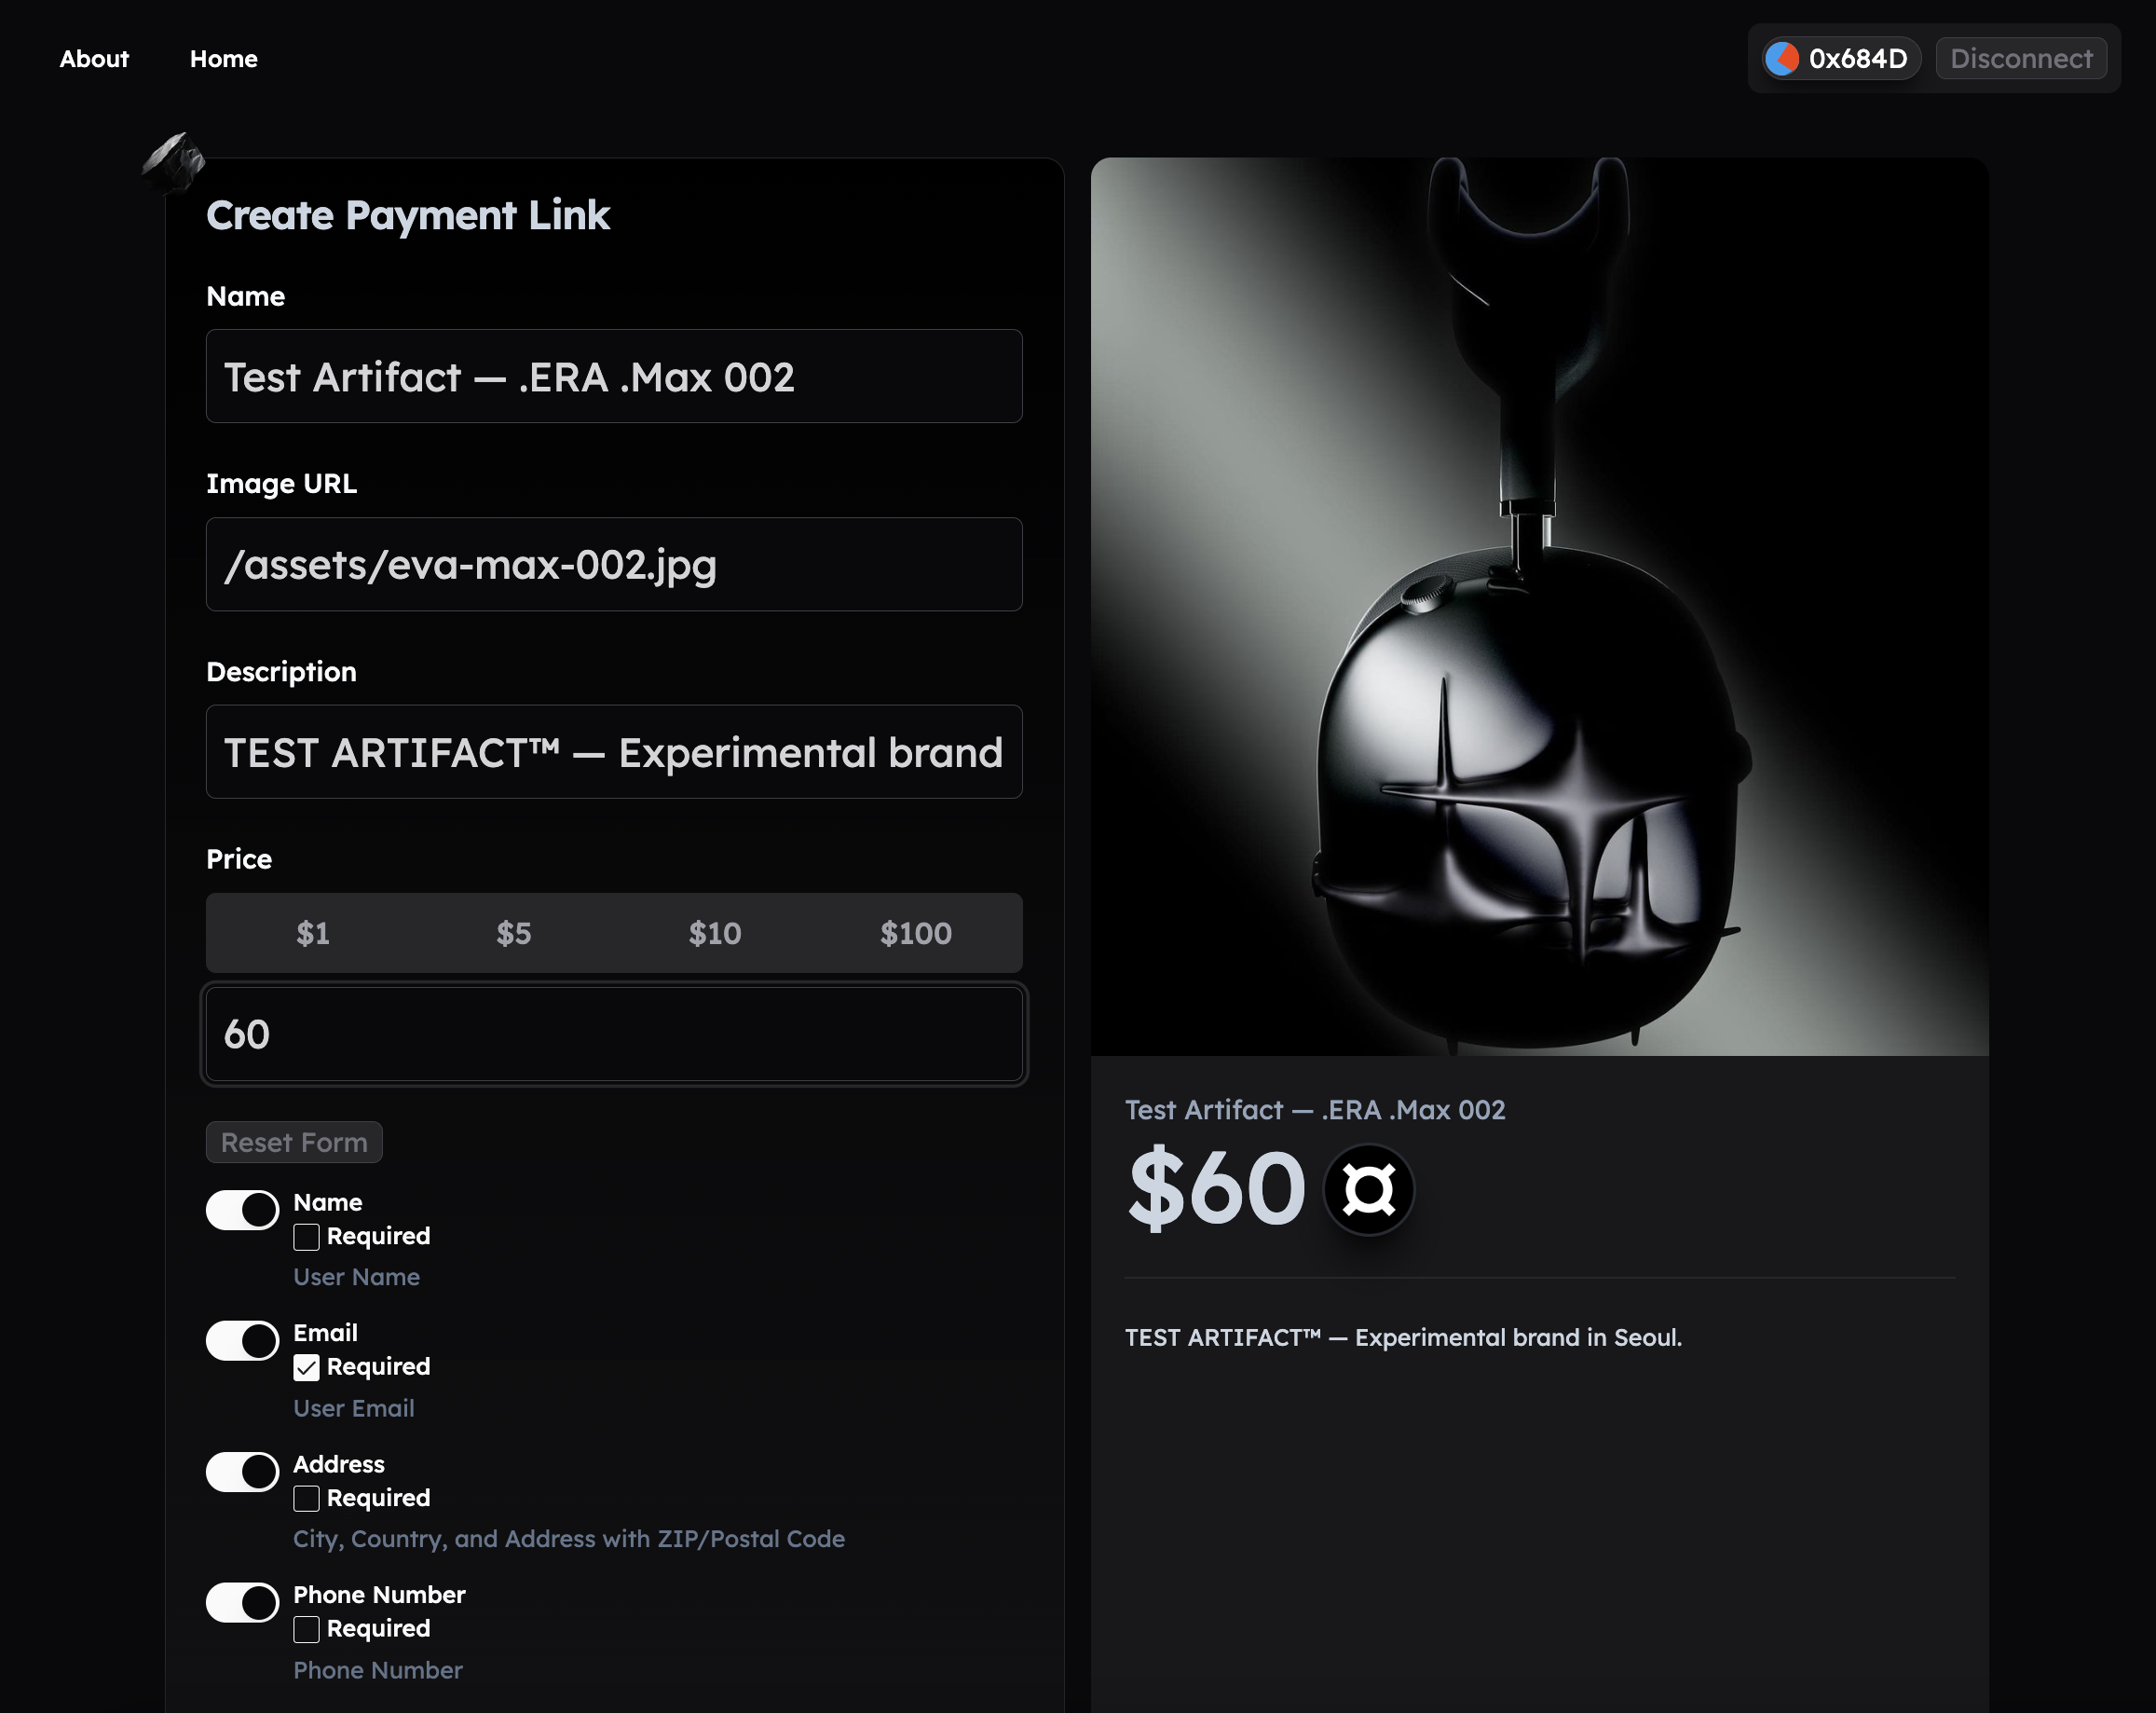 About Home 0x684D Disconnect
Create Payment Link
Name
Test Artifact — .ERA .Max 002
Image URL
/assets/eva-max-002.jpg
Description
TEST ARTIFACT™ — Experimental brand
Price
$1 $5 $10 $100
60
Reset Form
Name
Required
User Name
Email
Required
User Email
Address
Required
City, Country, and Address with ZIP/Postal Code
Phone Number
Required
Phone Number
Test Artifact — .ERA .Max 002
$60
TEST ARTIFACT™ — Experimental brand in Seoul.